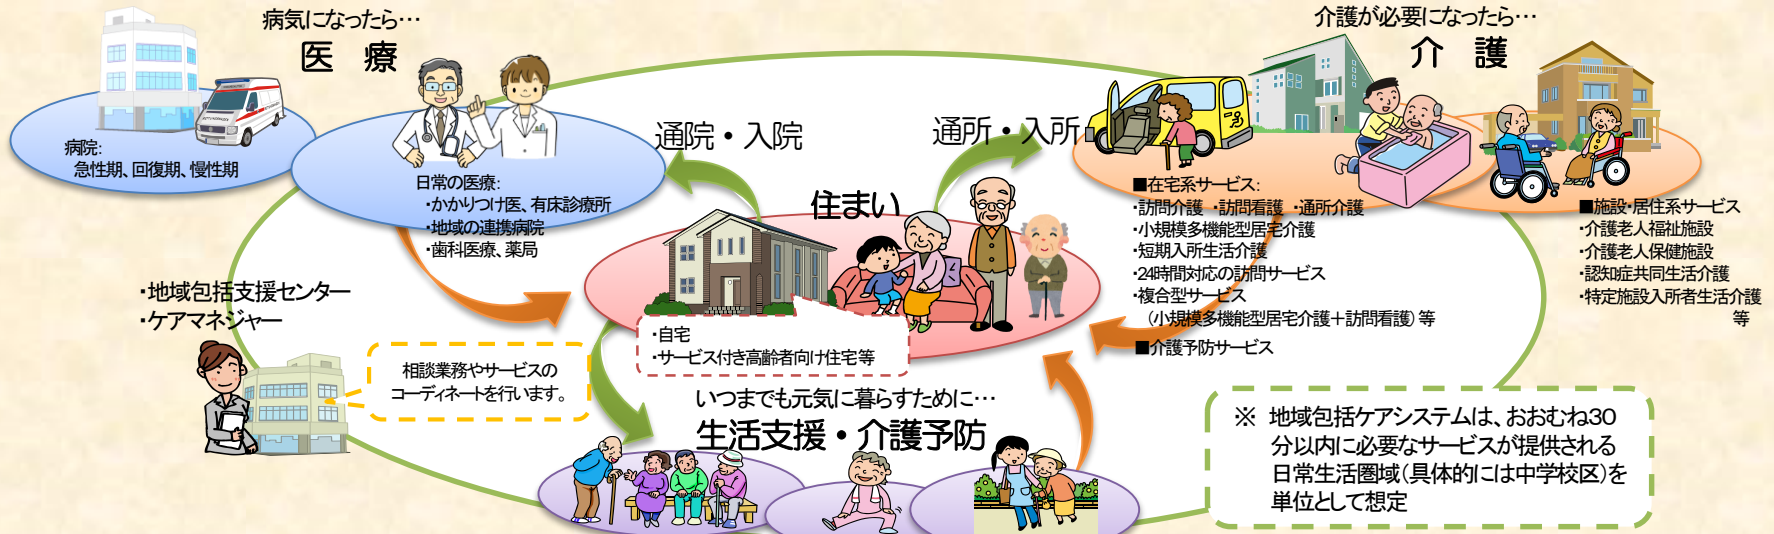 病気になったら…
医 療
病院:
急性期、回復期、慢性期
日常の医療:
・かかりつけ医、有床診療所
・地域の連携病院
・歯科医療、薬局
通院・入院
通所・入所
住まい
・自宅
・サービス付き高齢者向け住宅等
介護が必要になったら…
介 護
■在宅系サービス:
・訪問介護 ・訪問看護 ・通所介護
・小規模多機能型居宅介護
・短期入所生活介護
・24時間対応の訪問サービス
・複合型サービス
（小規模多機能型居宅介護＋訪問看護）等
■介護予防サービス
■施設・居住系サービス
・介護老人福祉施設
・介護老人保健施設
・認知症共同生活介護
・特定施設入所者生活介護
等
・地域包括支援センター
・ケアマネジャー
相談業務やサービスの
コーディネートを行います。
いつまでも元気に暮らすために…
生活支援・介護予防
※ 地域包括ケアシステムは、おおむね30
分以内に必要なサービスが提供される
日常生活圏域（具体的には中学校区）を
単位として想定